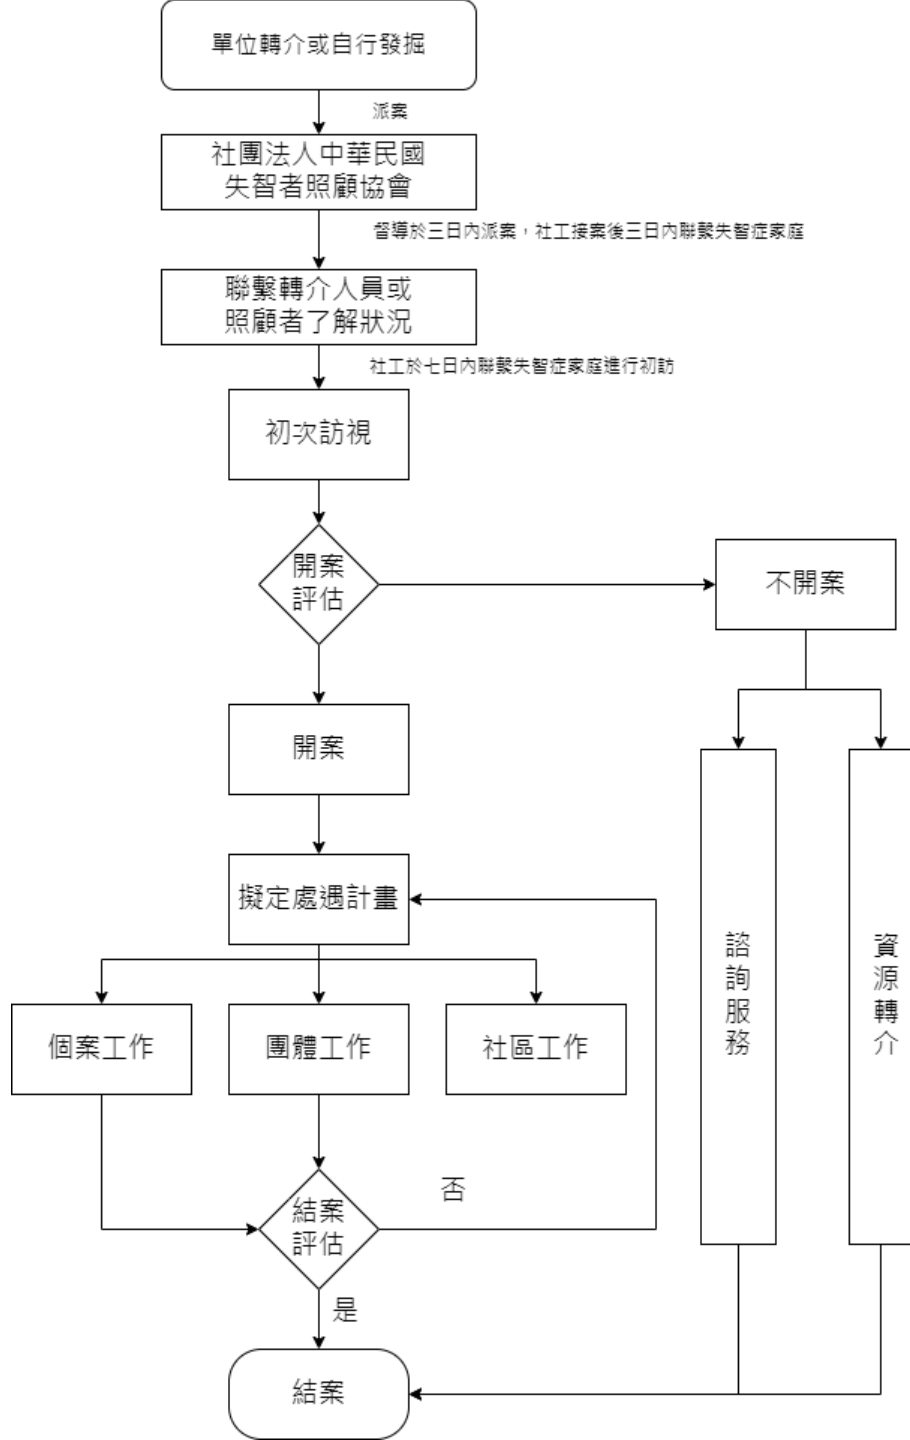 單位轉介或自行發掘
派案
社團法人中華民國
失智者照顧協會
督導於三日內派案，社工接案後三日內聯繫失智症家庭
聯繫轉介人員或
照顧者了解狀況
社工於七日內聯繫失智症家庭進行初訪
初次訪視
開案
評估
不開案
開案
擬定處遇計畫
諮詢服務
資源轉介
個案工作
團體工作
社區工作
結案
評估
否
是
結案